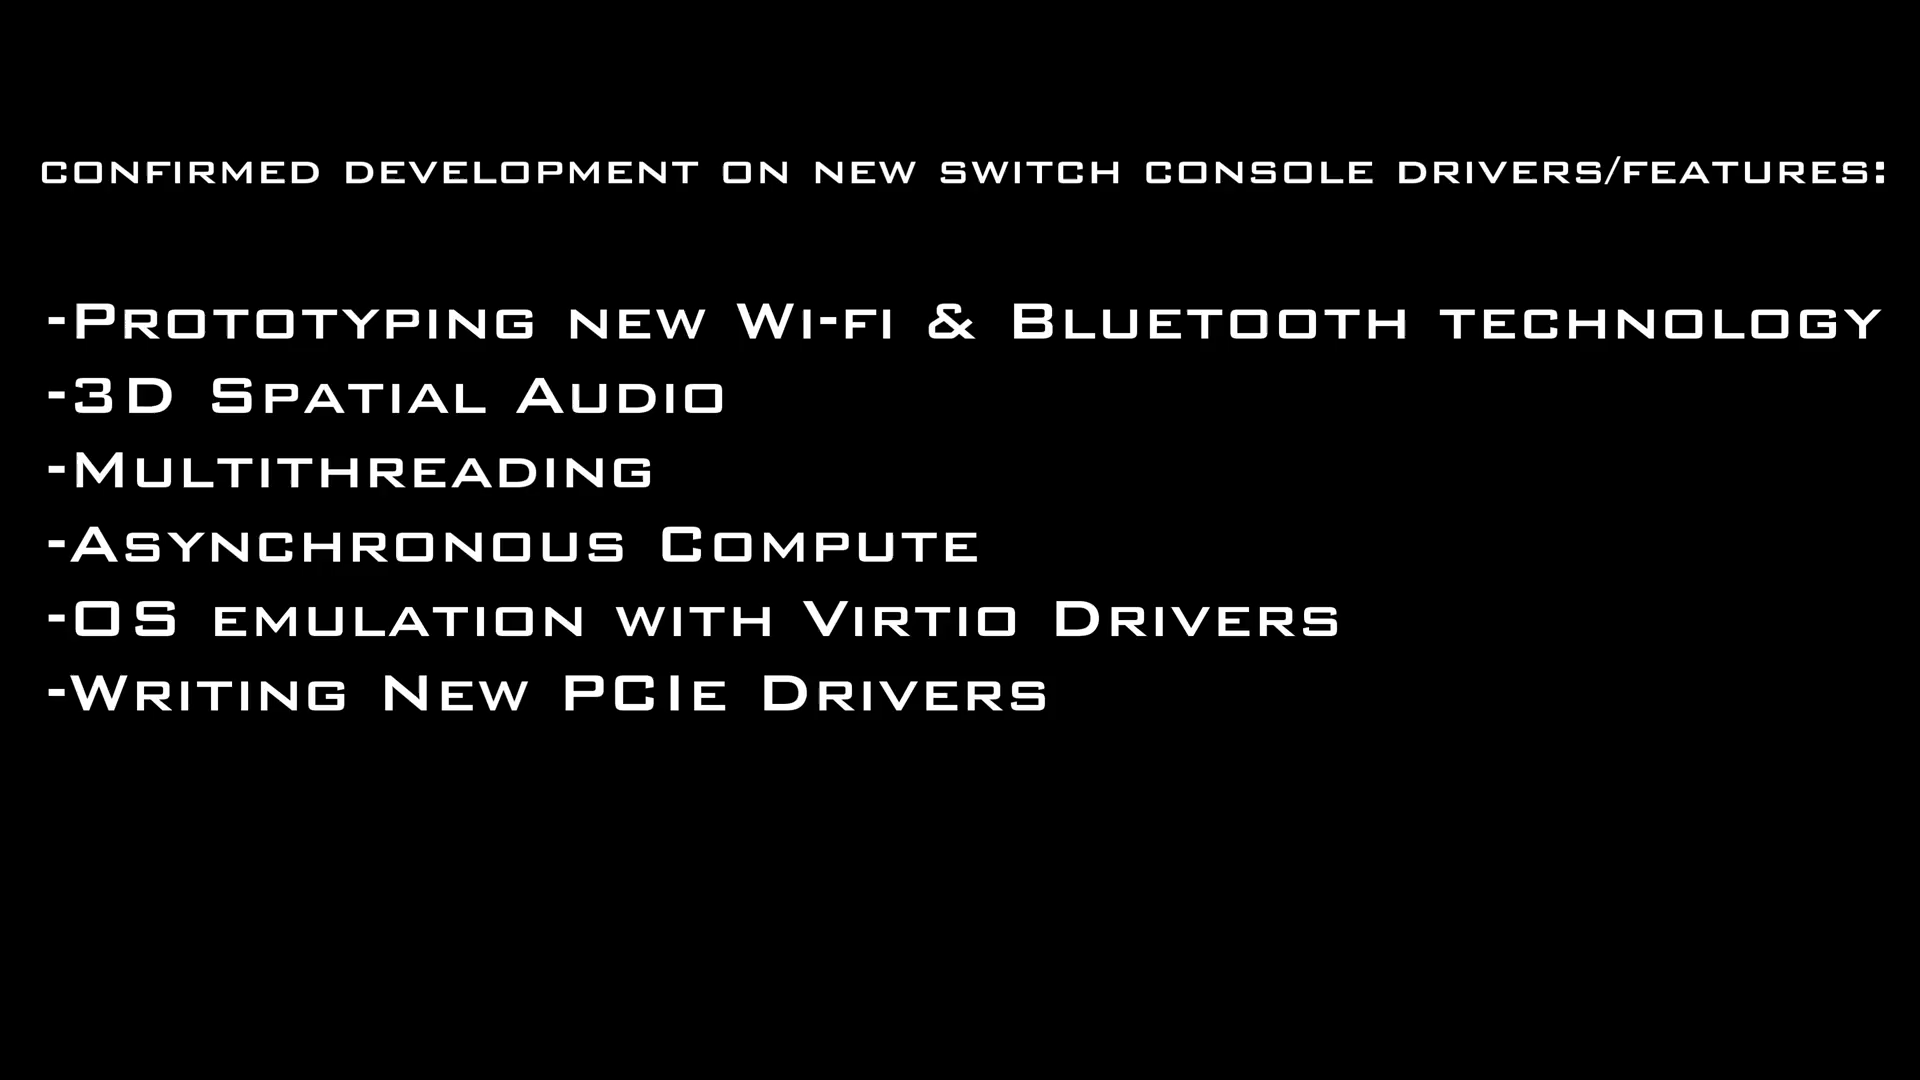 CONFIRMED DEVELOPMENT ON NEW SWITCH CONSOLE DRIVERS/FEATURES:
-Prototyping new Wi-fi & Bluetooth technology
-3D Spatial Audio
-Multithreading
-Asynchronous Compute
-OS emulation with Virtio Drivers
-Writing New PCIe Drivers